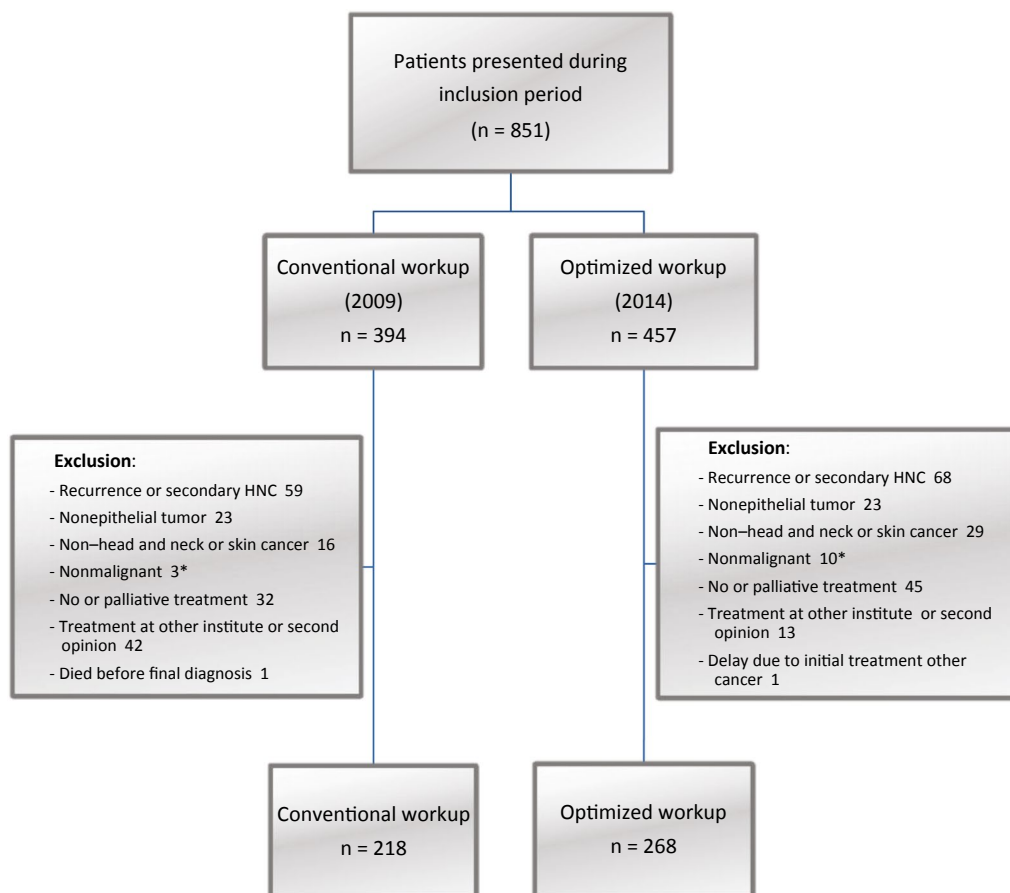 Patients presented during
inclusion period
(n = 851)
Conventional workup
(2009)
n = 394
Optimized workup
(2014)
n = 457
Exclusion:
- Recurrence or secondary HNC 59
- Nonepithelial tumor 23
- Non–head and neck or skin cancer 16
- Nonmalignant 3*
- No or palliative treatment 32
- Treatment at other institute or second
opinion 42
- Died before final diagnosis 1
Exclusion:
- Recurrence or secondary HNC 68
- Nonepithelial tumor 23
- Non–head and neck or skin cancer 29
- Nonmalignant 10*
- No or palliative treatment 45
- Treatment at other institute or second
opinion 13
- Delay due to initial treatment other
cancer 1
Conventional workup
n = 218
Optimized workup
n = 268